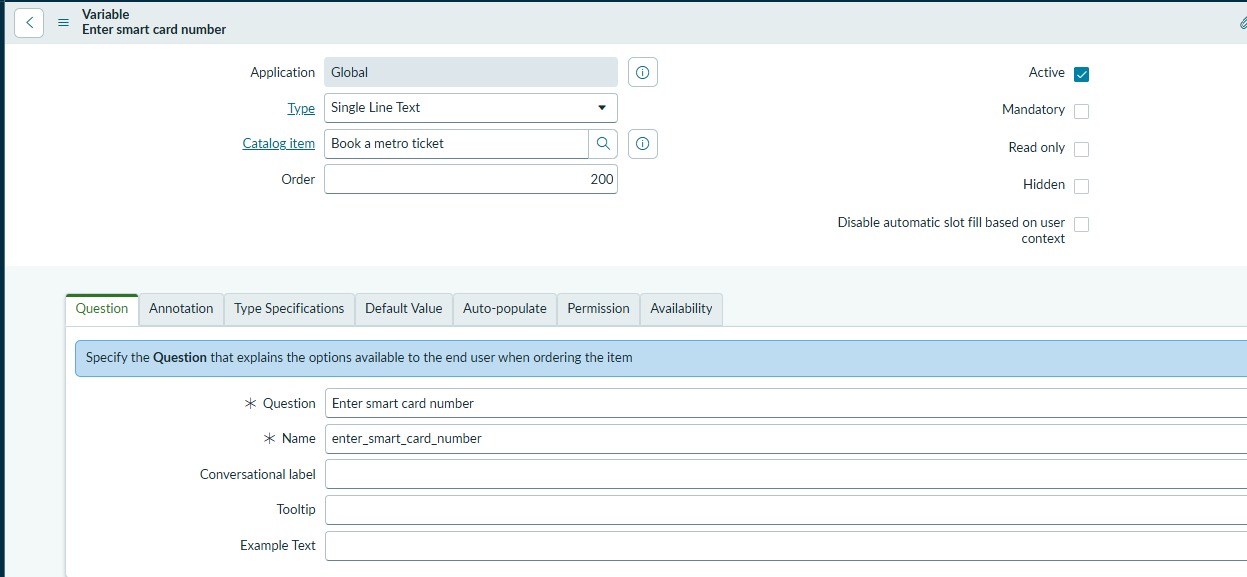 Variable
Enter smart card number
Application Global
Type Single Line Text
Catalog item Book a metro ticket
Order 200
Active
Mandatory
Read only
Hidden
Disable automatic slot fill based on user
context
Question Annotation Type Specifications Default Value Auto-populate Permission Availability
Specify the Question that explains the options available to the end user when ordering the item
* Question Enter smart card number
* Name enter_smart_card_number
Conversational label
Tooltip
Example Text